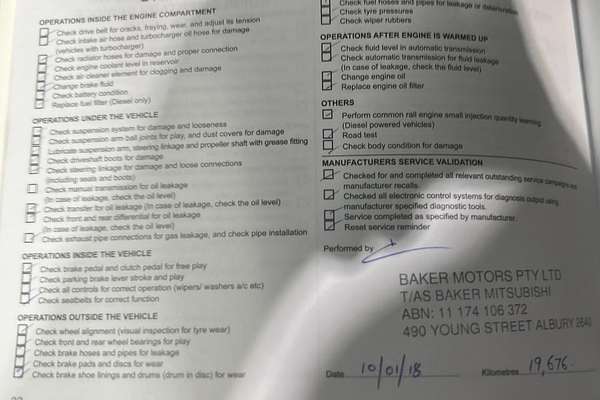 OPERATIONS INSIDE THE ENGINE COMPARTMENT
Check drive belt for cracks, fraying, wear, and adjust its tension
Check intake air hose and turbocharger oil hose for damage
(vehicles with turbocharger)
Check radiator hoses for damage and proper connection
Check engine coolant level in reservoir
Check air cleaner element for clogging and damage
Change brake fluid
Check battery condition
Replace fuel filter (Diesel only)
OPERATIONS UNDER THE VEHICLE
Check suspension system for damage and looseness
Check suspension arm ball joints for play, and dust covers for damage
Lubricate suspension arm, steering linkage and propeller shaft with grease fitting
Check driveshaft boots for damage
Check steering linkage for damage and loose connections
(including seals and boots)
Check manual transmission for oil leakage
(In case of leakage, check the oil level)
Check transfer for oil leakage (In case of leakage, check the oil level)
Check front and rear differential for oil leakage
(In case of leakage, check the oil level)
Check exhaust pipe connections for gas leakage, and check pipe installation
OPERATIONS INSIDE THE VEHICLE
Check brake pedal and clutch pedal for free play
Check parking brake lever stroke and free play
Check all controls for correct operation (wipers/ washers a/c etc)
Check seatbelts for correct function
OPERATIONS OUTSIDE THE VEHICLE
Check wheel alignment (visual inspection for tyre wear)
Check front and rear wheel bearings for play
Check brake hoses and pipes for leakage
Check brake pads and discs for wear
Check brake shoe linings and drums (drum in disc) for wear
Check fuel hoses and pipes for leakage or deterioration
Check tyre pressures
Check wiper rubbers
OPERATIONS AFTER ENGINE IS WARMED UP
Check fluid level in automatic transmission
Check automatic transmission for fluid leakage
(In case of leakage, check the fluid level)
Change engine oil
Replace engine oil filter
OTHERS
Perform common rail engine small injection quantity learning
(Diesel powered vehicles)
Road test
Check body condition for damage
MANUFACTURERS SERVICE VALIDATION
Checked for and completed all relevant outstanding service campaigns
manufacturer recalls.
Checked all electronic control systems for diagnosis output using
manufacturer specified diagnostic tools.
Service completed as specified by manufacturer.
Reset service reminder
Performed by
BAKER MOTORS PTY LTD
T/AS BAKER MITSUBISHI
ABN: 11 174 106 372
490 YOUNG STREET ALBURY 2640
Date 10/01/18 Kilometres 19,676.